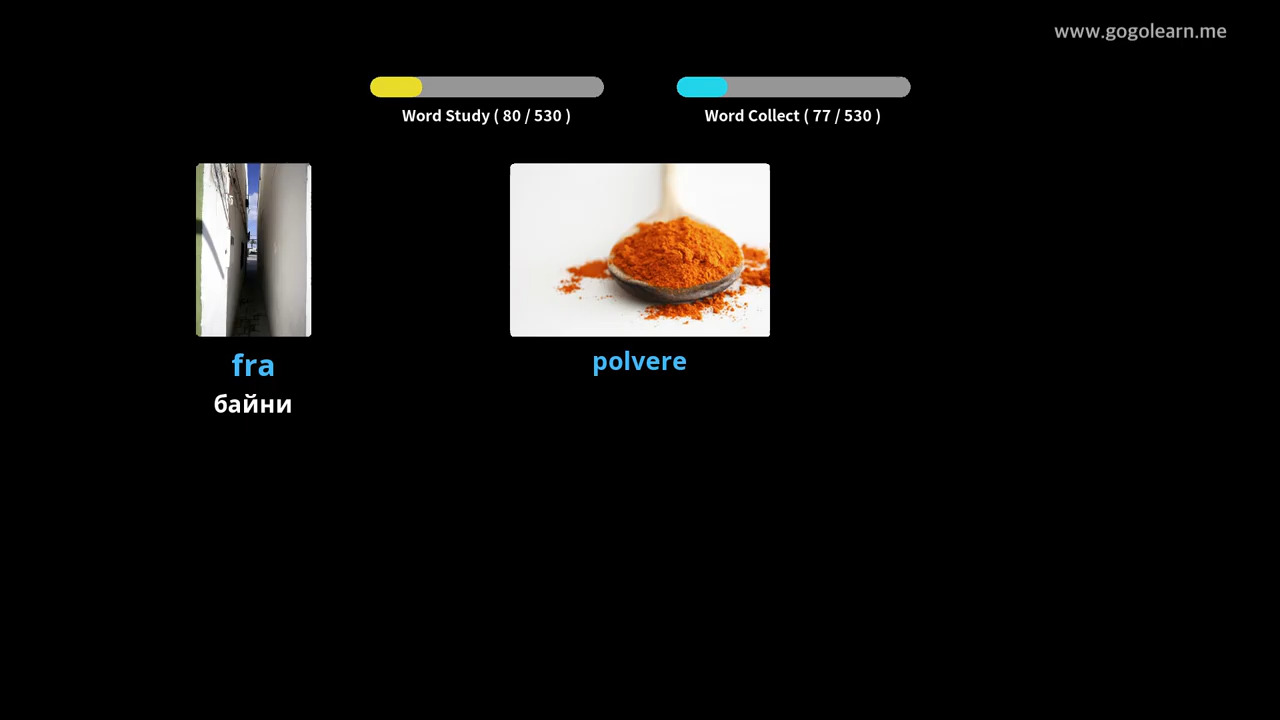 www.gogolearn.me
Word Study ( 80 / 530 )
Word Collect ( 77 / 530 )
fra
байни
polvere